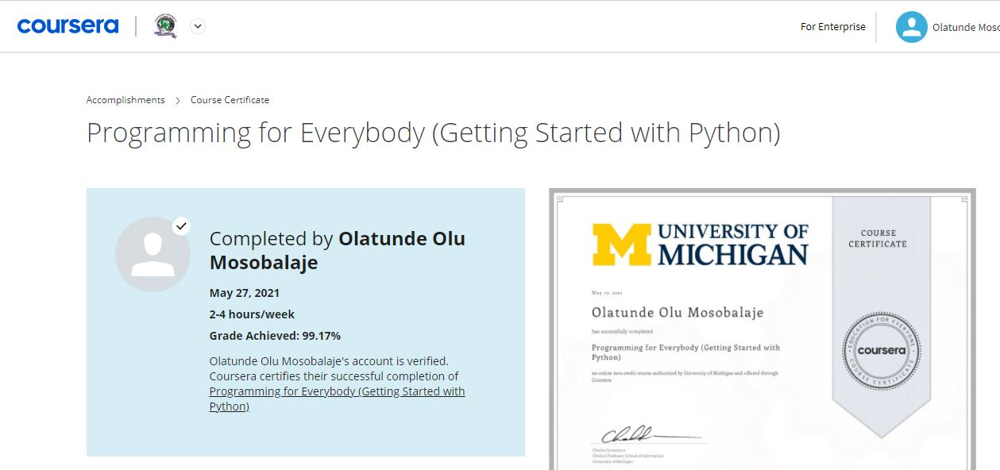 coursera
For Enterprise
Olatunde Moso
Accomplishments > Course Certificate
Programming for Everybody (Getting Started with Python)
Completed by Olatunde Olu
Mosobalaje
May 27, 2021
2-4 hours/week
Grade Achieved: 99.17%
Olatunde Olu Mosobalaje's account is verified.
Coursera certifies their successful completion of
Programming for Everybody (Getting Started with
Python)
UNIVERSITY OF
MICHIGAN
COURSE
CERTIFICATE
May 27, 2021
Olatunde Olu Mosobalaje
has successfully completed
Programming for Everybody (Getting Started with
Python)
an online non-credit course authorized by University of Michigan and offered through
Coursera
EDUCATION FOR EVERYONE
coursera
COURSE CERTIFICATE
Charles Severance
Clinical Professor, School of Information
University of Michigan